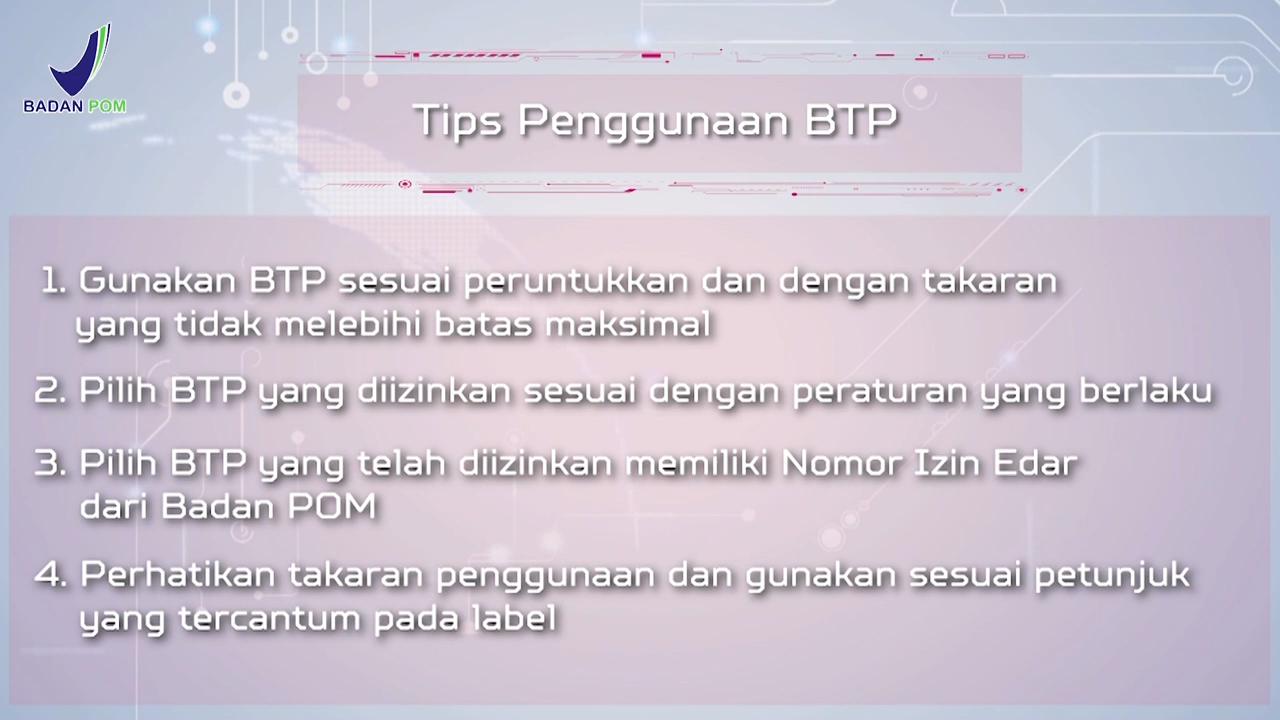 BADAN POM
Tips Penggunaan BTP
1. Gunakan BTP sesuai peruntukkan dan dengan takaran
yang tidak melebihi batas maksimal
2. Pilih BTP yang diizinkan sesuai dengan peraturan yang berlaku
3. Pilih BTP yang telah diizinkan memiliki Nomor Izin Edar
dari Badan POM
4. Perhatikan takaran penggunaan dan gunakan sesuai petunjuk
yang tercantum pada label